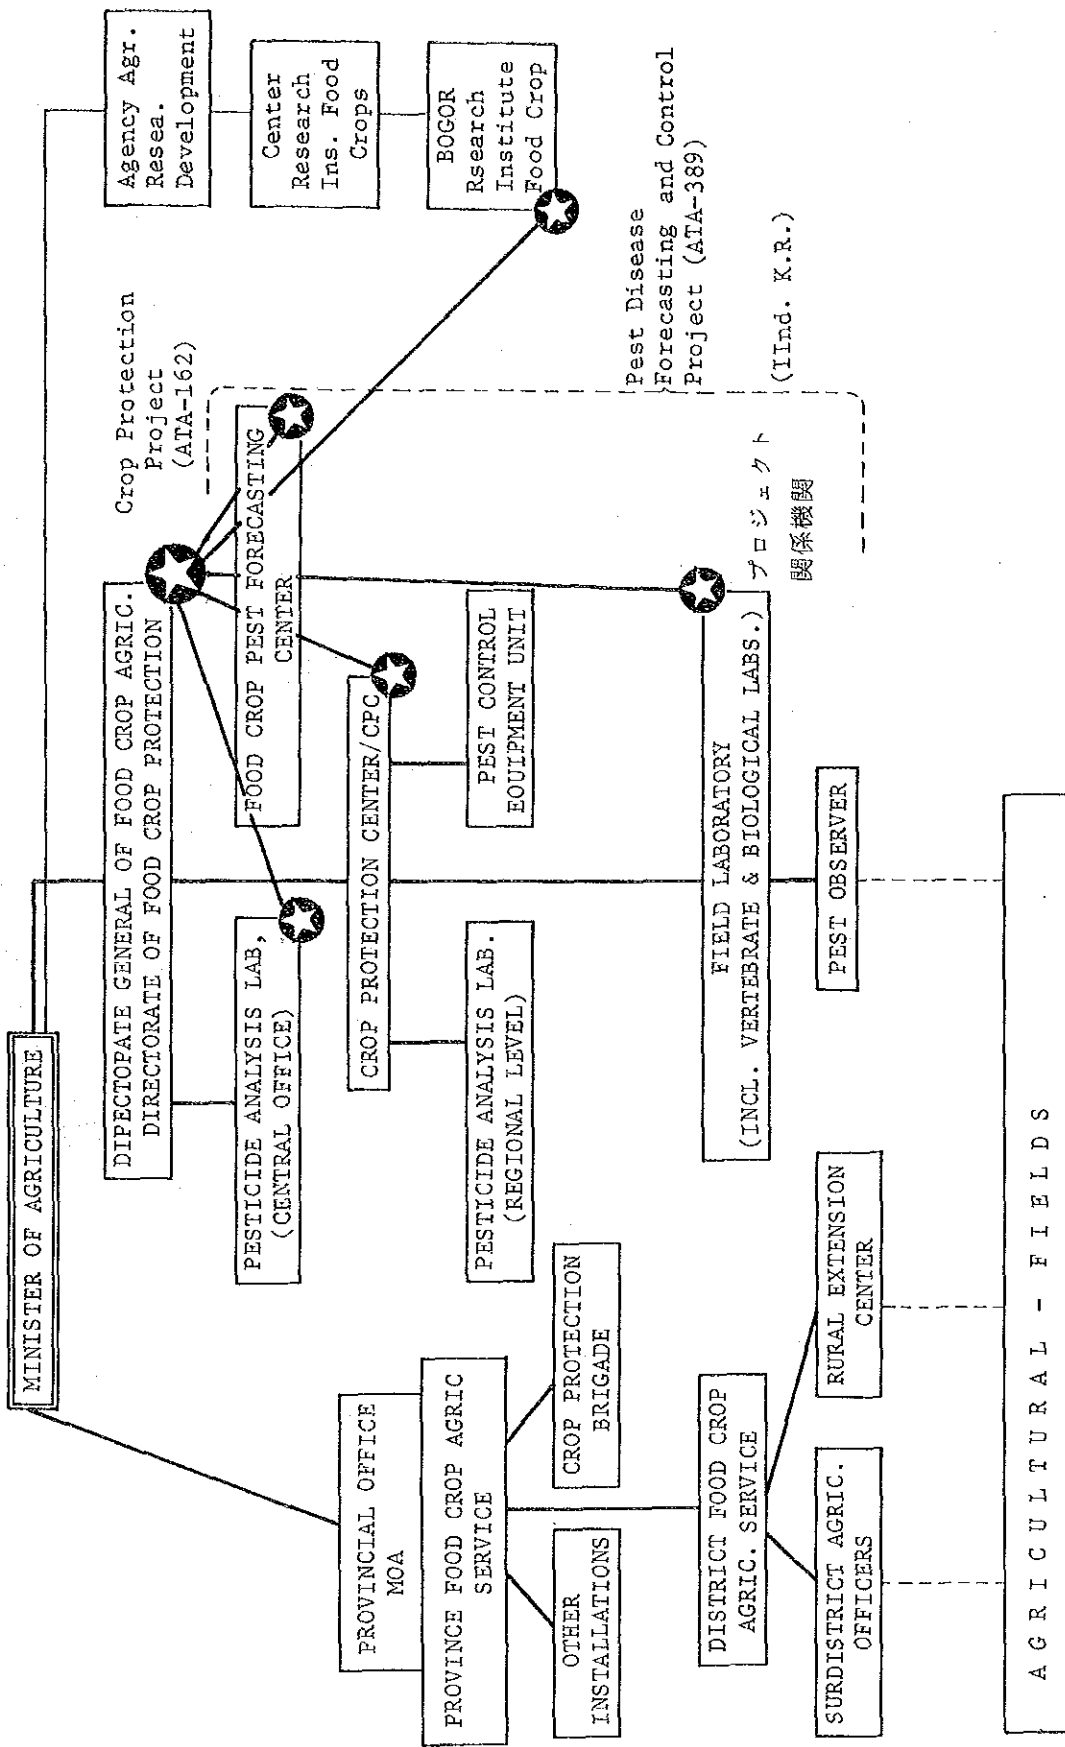 MINISTER OF AGRICULTURE
Agency Agr.
Resea.
Development
Center
Research
Ins. Food
Crops
BOGOR
Rsearch
Institute
Food Crop
Crop Protection
Project
(ATA-162)
DIPECTOPATE GENERAL OF FOOD CROP AGRIC.
DIRECTORATE OF FOOD CROP PROTECTION
PESTICIDE ANALYSIS LAB,
(CENTRAL OFFICE)
FOOD CROP PEST FORECASTING
CENTER
CROP PROTECTION CENTER/CPC
PESTICIDE ANALYSIS LAB.
(REGIONAL LEVEL)
PEST CONTROL
EQUIPMENT UNIT
FIELD LABORATORY
(INCL. VERTEBRATE & BIOLOGICAL LABS.)
PEST OBSERVER
Pest Disease
Forecasting and Control
Project (ATA-389)
(IInd. K.R.)
プロジェクト
関係機関
PROVINCIAL OFFICE
MOA
PROVINCE FOOD CROP AGRIC
SERVICE
OTHER
INSTALLATIONS
CROP PROTECTION
BRIGADE
DISTRICT FOOD CROP
AGRIC. SERVICE
SURDISTRICT AGRIC.
OFFICERS
RURAL EXTENSION
CENTER
AGRICULTURAL - FIELDS